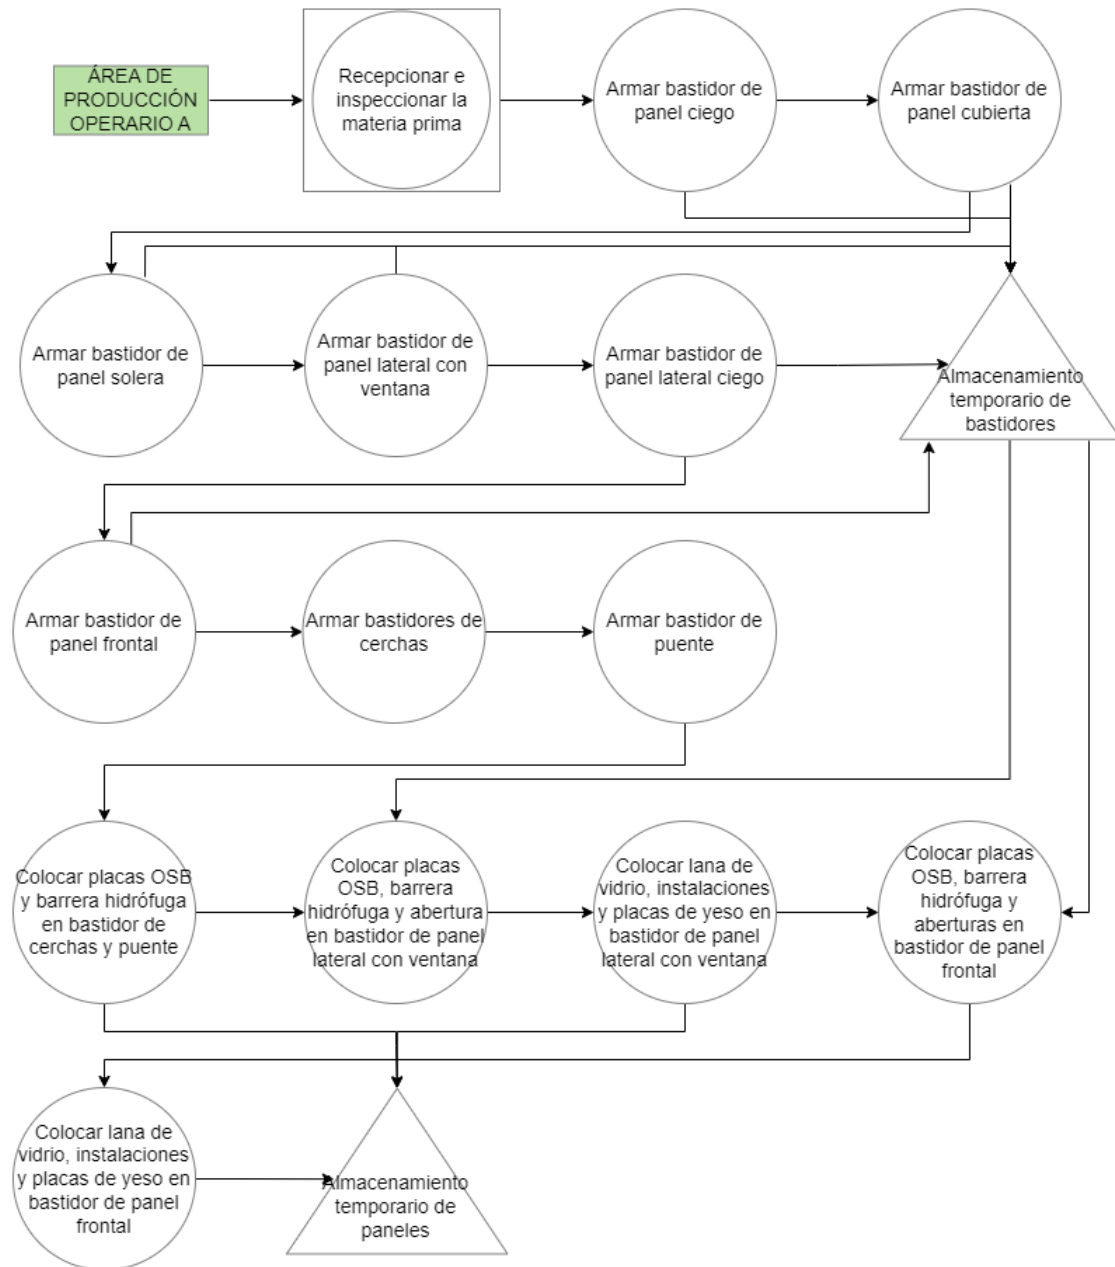 ÁREA DE
PRODUCCIÓN
OPERARIO A
Recepcionar e
inspeccionar la
materia prima
Armar bastidor de
panel ciego
Armar bastidor de
panel cubierta
Armar bastidor de
panel solera
Armar bastidor de
panel lateral con
ventana
Armar bastidor de
panel lateral ciego
Almacenamiento
temporario de
bastidores
Armar bastidor de
panel frontal
Armar bastidores de
cerchas
Armar bastidor de
puente
Colocar placas OSB
y barrera hidrófuga
en bastidor de
cerchas y puente
Colocar placas
OSB, barrera
hidrófuga y abertura
en bastidor de panel
lateral con ventana
Colocar lana de
vidrio, instalaciones
y placas de yeso en
bastidor de panel
lateral con ventana
Colocar placas
OSB, barrera
hidrófuga y
aberturas en
bastidor de panel
frontal
Colocar lana de
vidrio, instalaciones
y placas de yeso en
bastidor de panel
frontal
Almacenamiento
temporario de
paneles